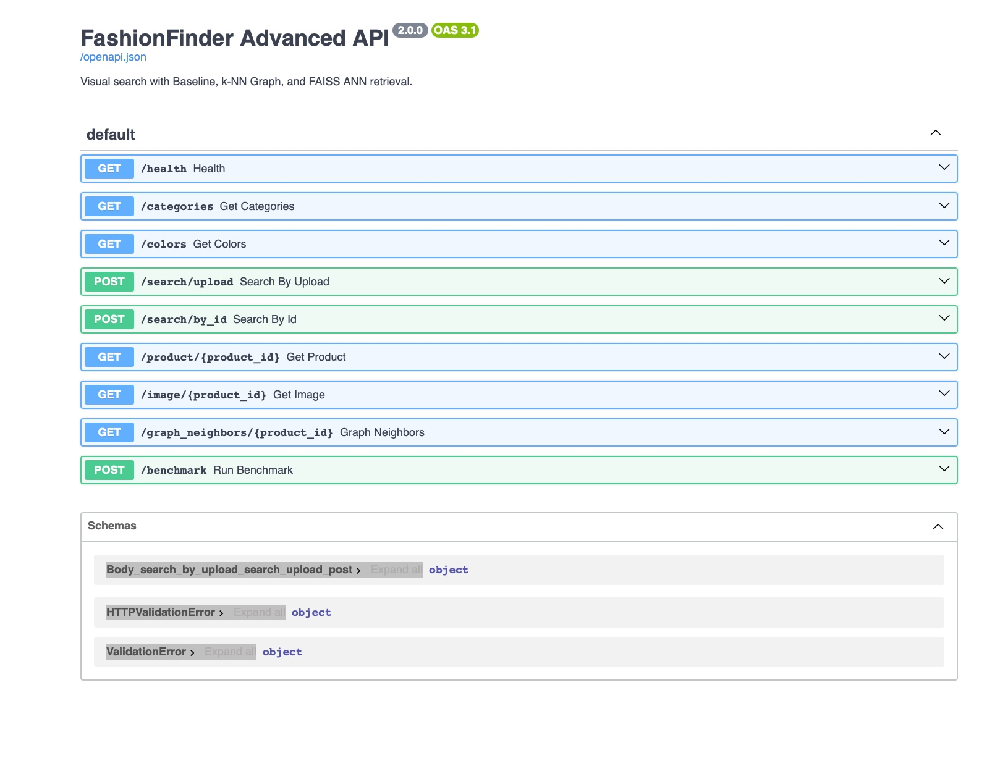 FashionFinder Advanced API 2.0.0 OAS 3.1
/openapi.json
Visual search with Baseline, k-NN Graph, and FAISS ANN retrieval.
default
GET /health Health
GET /categories Get Categories
GET /colors Get Colors
POST /search/upload Search By Upload
POST /search/by_id Search By Id
GET /product/{product_id} Get Product
GET /image/{product_id} Get Image
GET /graph_neighbors/{product_id} Graph Neighbors
POST /benchmark Run Benchmark
Schemas
Body_search_by_upload_search_upload_post Expand all object
HTTPValidationError Expand all object
ValidationError Expand all object